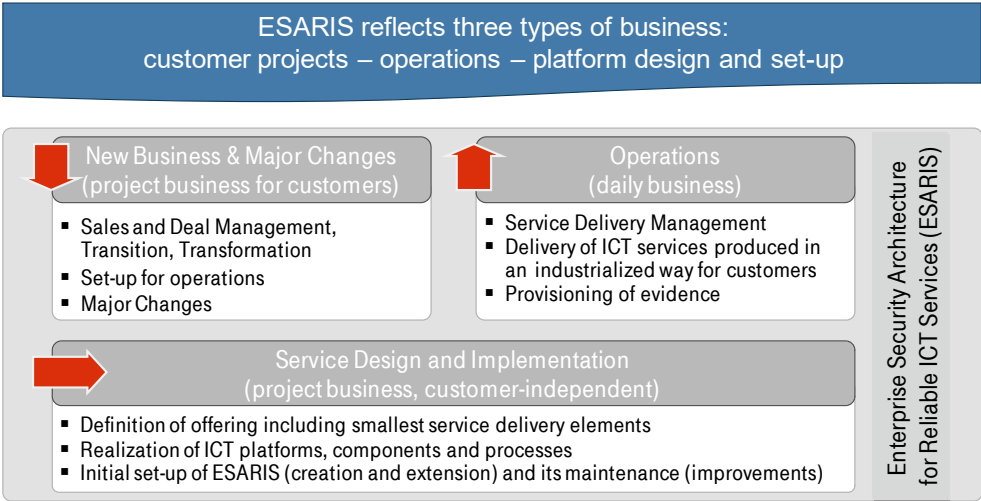 ESARIS reflects three types of business:
customer projects – operations – platform design and set-up
New Business & Major Changes
(project business for customers)
▪ Sales and Deal Management,
Transition, Transformation
▪ Set-up for operations
▪ Major Changes
Operations
(daily business)
▪ Service Delivery Management
▪ Delivery of ICT services produced in
an industrialized way for customers
▪ Provisioning of evidence
Service Design and Implementation
(project business, customer-independent)
▪ Definition of offering including smallest service delivery elements
▪ Realization of ICT platforms, components and processes
▪ Initial set-up of ESARIS (creation and extension) and its maintenance (improvements)
Enterprise Security Architecture
for Reliable ICT Services (ESARIS)